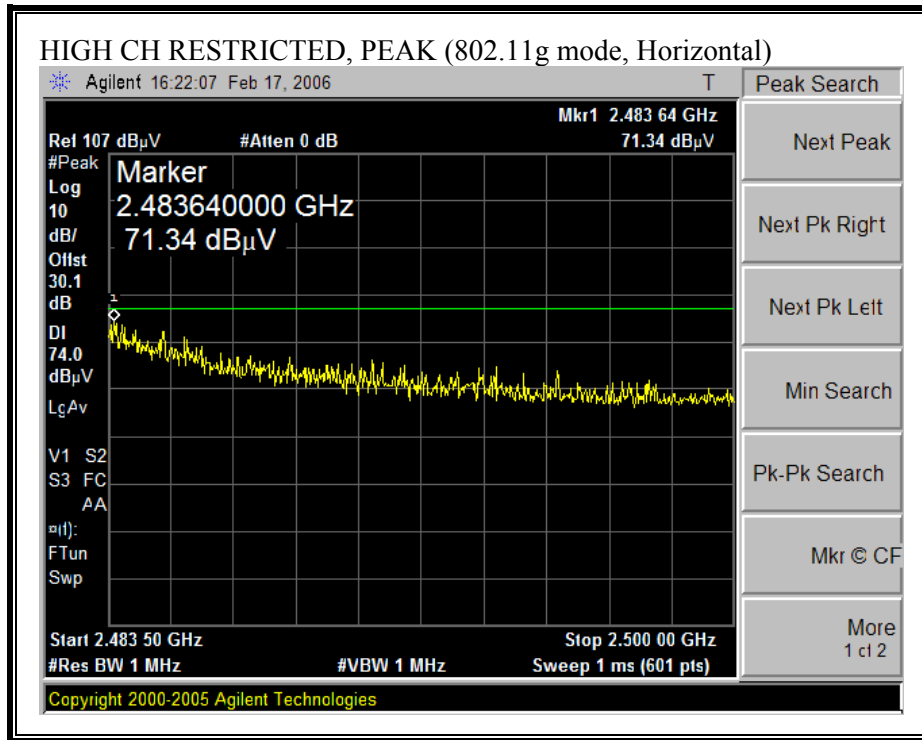 HIGH CH RESTRICTED, PEAK (802.11g mode, Horizontal)
Agilent 16:22:07 Feb 17, 2006 T
Peak Search
Mkr1 2.483 64 GHz
Ref 107 dBµV #Atten 0 dB 71.34 dBµV
#Peak
Log
10
dB/
Offst
30.1
dB
DI
74.0
dBµV
LgAv
V1 S2
S3 FC
AA
¤(f):
FTun
Swp
Marker
2.483640000 GHz
71.34 dBµV
1
Start 2.483 50 GHz Stop 2.500 00 GHz
#Res BW 1 MHz #VBW 1 MHz Sweep 1 ms (601 pts)
Copyright 2000-2005 Agilent Technologies
Next Peak
Next Pk Right
Next Pk Left
Min Search
Pk-Pk Search
Mkr © CF
More
1 of 2